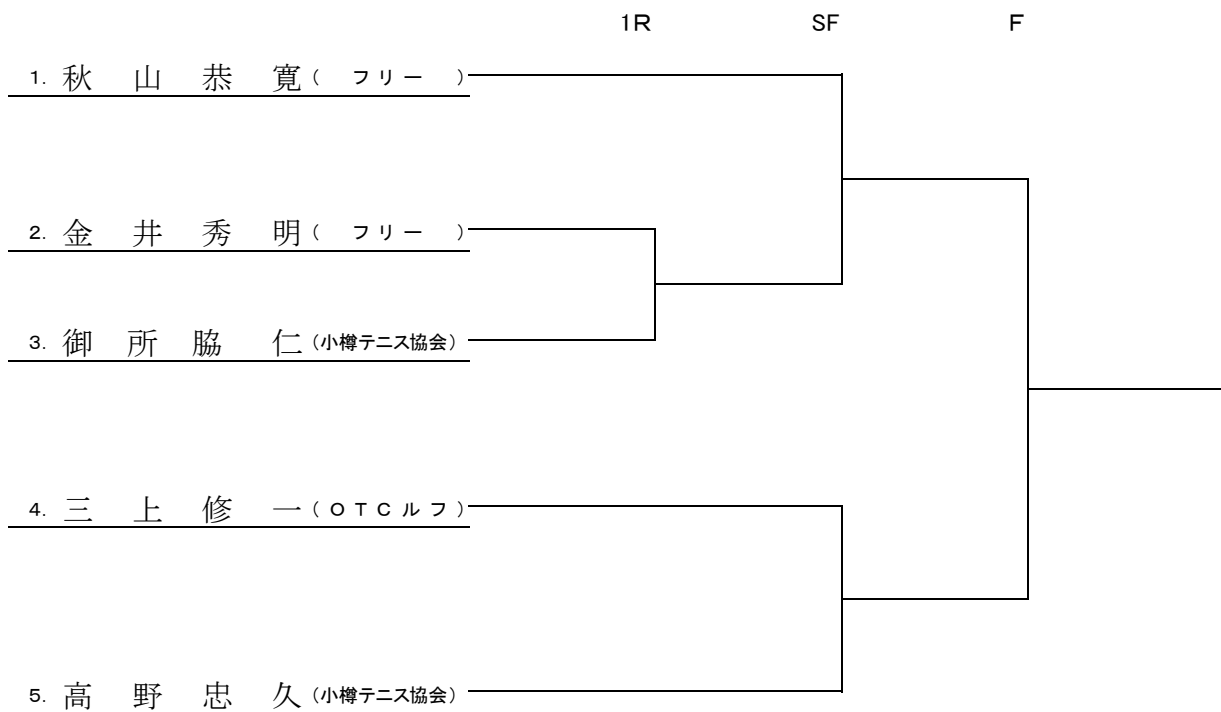 1R SF F
1. 秋 山 恭 寛 ( フリー )
2. 金 井 秀 明 ( フリー )
3. 御 所 脇 仁 (小樽テニス協会)
4. 三 上 修 一 (OTCルフ)
5. 高 野 忠 久 (小樽テニス協会)